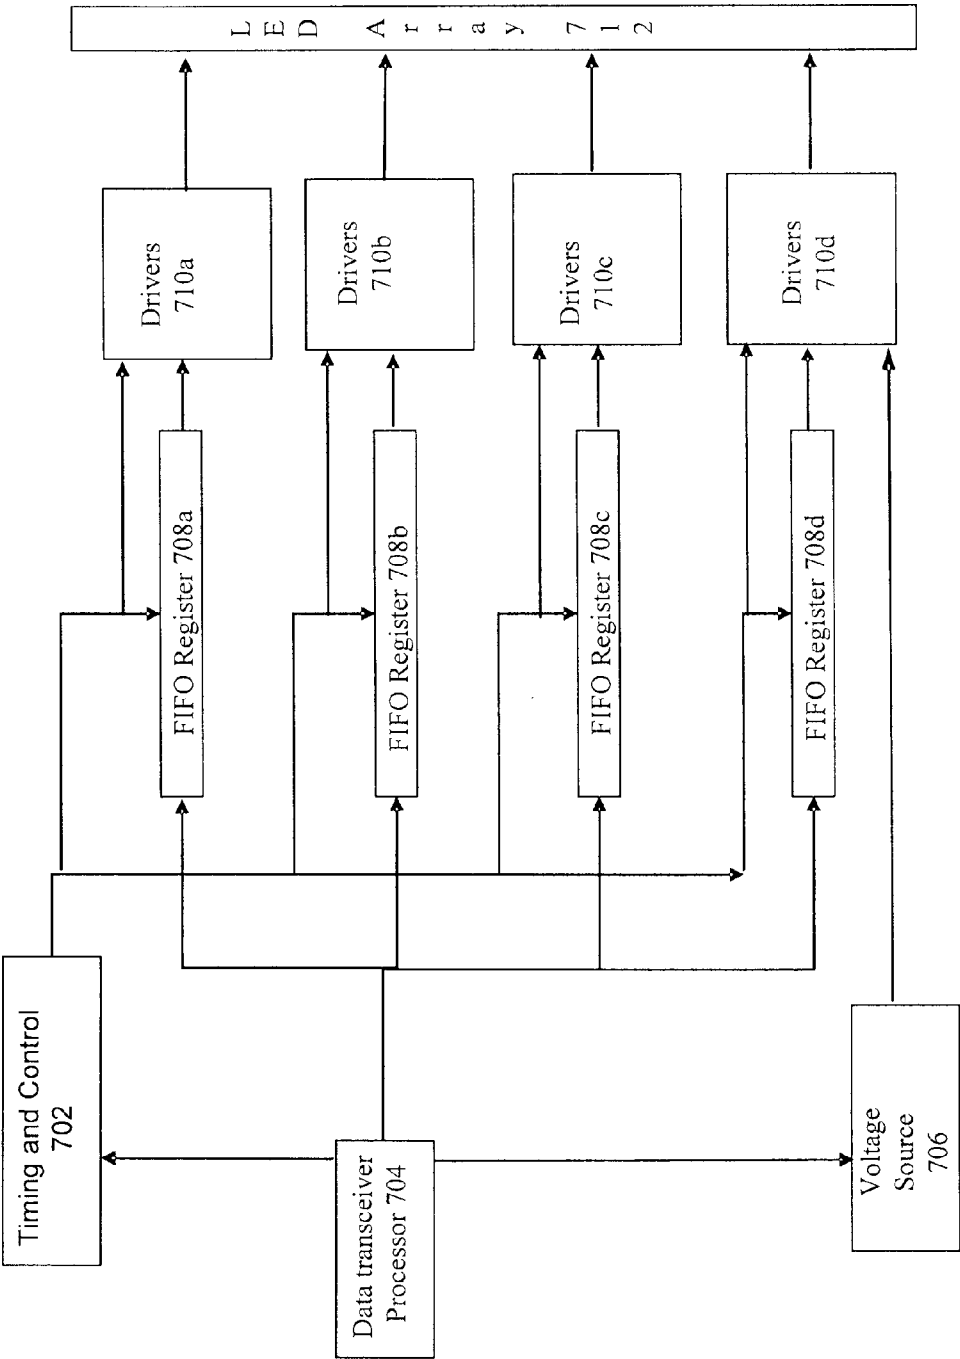 Timing and Control
702
Data transceiver
Processor 704
Voltage
Source
706
FIFO Register 708a
FIFO Register 708b
FIFO Register 708c
FIFO Register 708d
Drivers
710a
Drivers
710b
Drivers
710c
Drivers
710d
LED Array 712